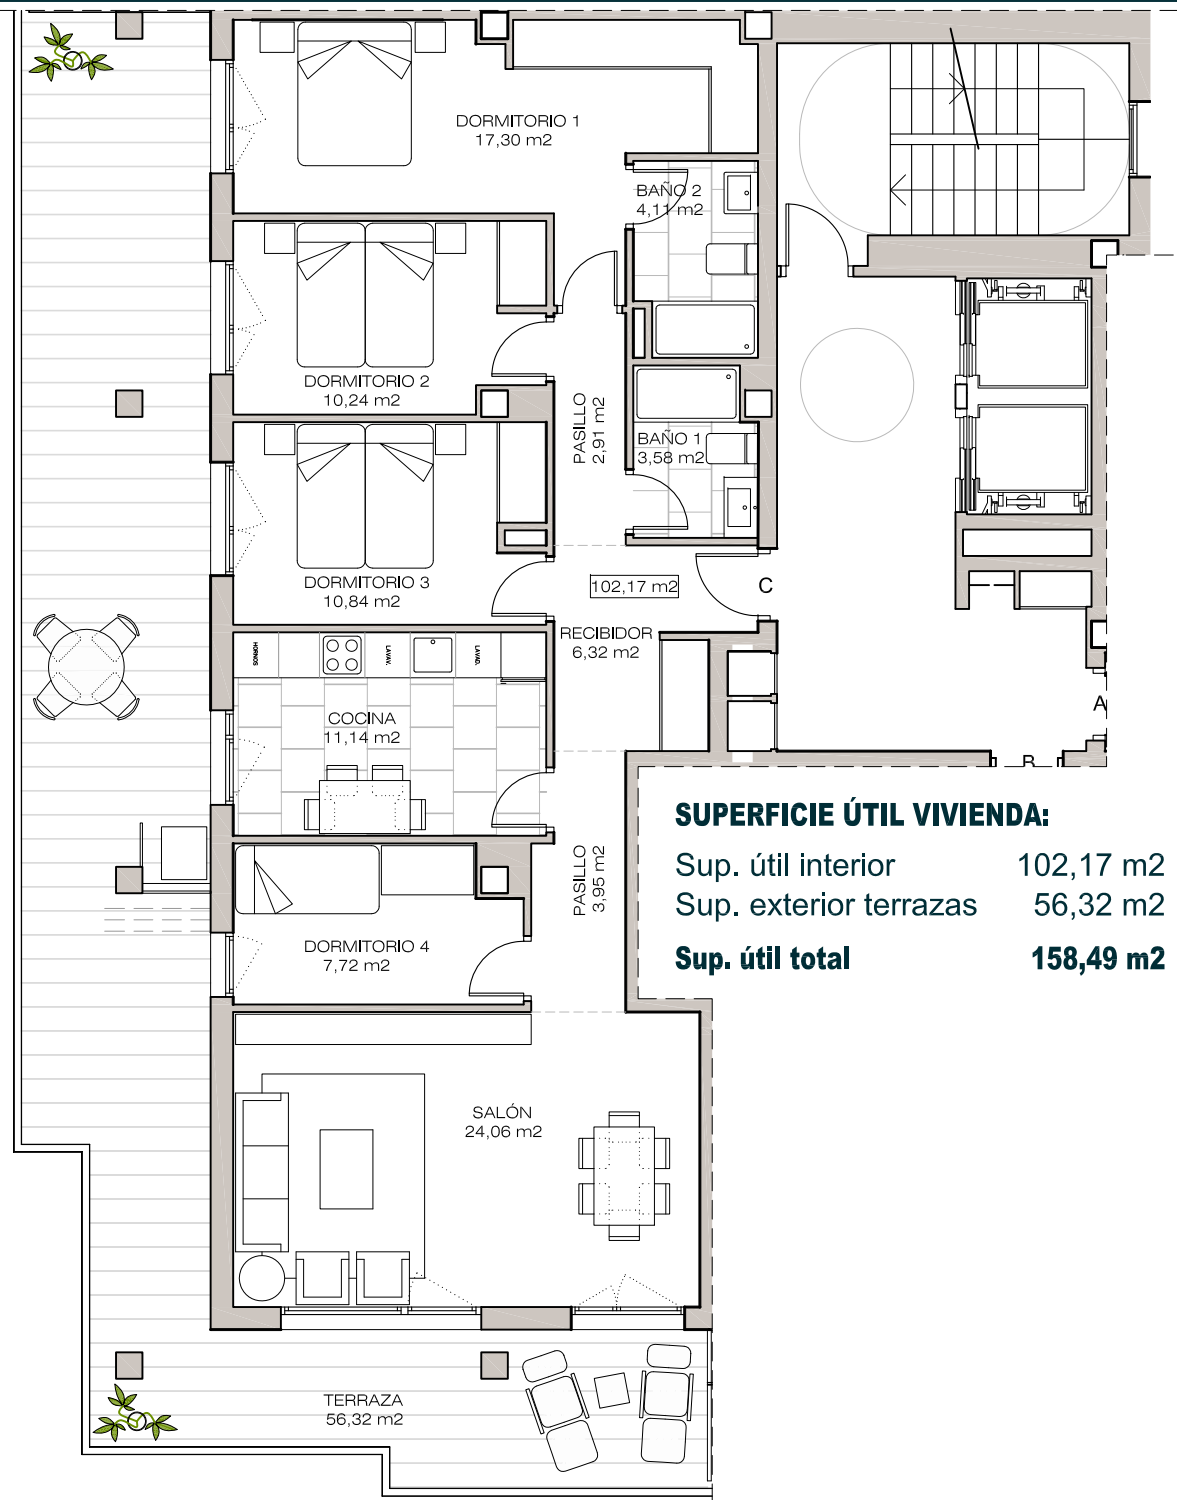 DORMITORIO 1
17,30 m2
BAÑO 2
4,11 m2
DORMITORIO 2
10,24 m2
PASILLO
2,91 m2
BAÑO 1
3,58 m2
DORMITORIO 3
10,84 m2
102,17 m2
C
RECIBIDOR
6,32 m2
HORNOS
LAVAV.
LAVAD.
COCINA
11,14 m2
A
B
SUPERFICIE ÚTIL VIVIENDA:
Sup. útil interior 102,17 m2
Sup. exterior terrazas 56,32 m2
Sup. útil total 158,49 m2
PASILLO
3,95 m2
DORMITORIO 4
7,72 m2
SALÓN
24,06 m2
TERRAZA
56,32 m2